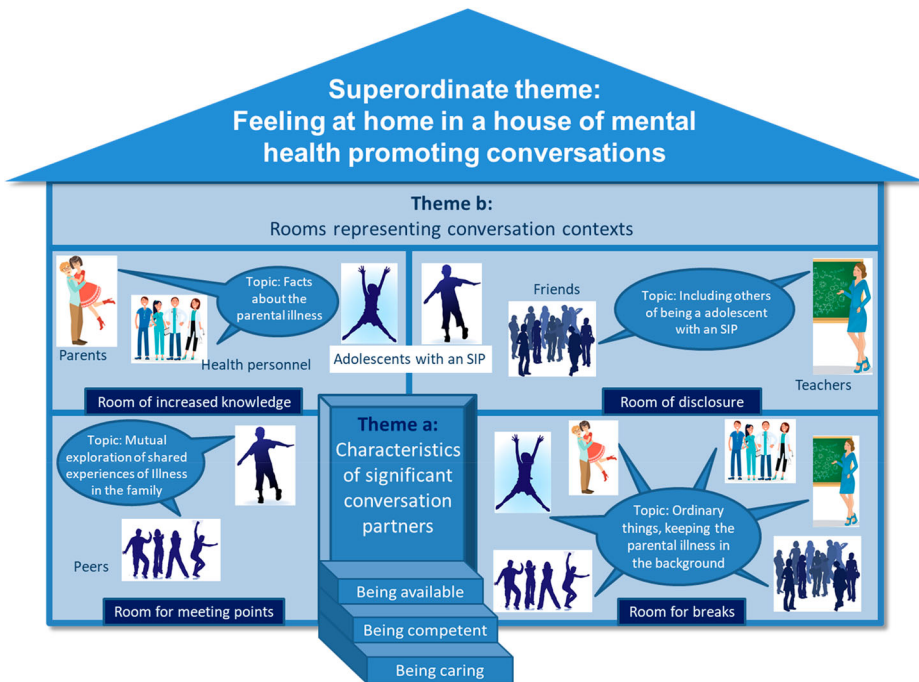 Superordinate theme:
Feeling at home in a house of mental
health promoting conversations
Theme b:
Rooms representing conversation contexts
Topic: Facts
about the
parental illness
Parents
Health personnel
Adolescents with an SIP
Room of increased knowledge
Friends
Topic: Including others
of being a adolescent
with an SIP
Teachers
Room of disclosure
Topic: Mutual
exploration of shared
experiences of Illness
in the family
Peers
Room for meeting points
Theme a:
Characteristics
of significant
conversation
partners
Being available
Being competent
Being caring
Topic: Ordinary
things, keeping the
parental illness in
the background
Room for breaks